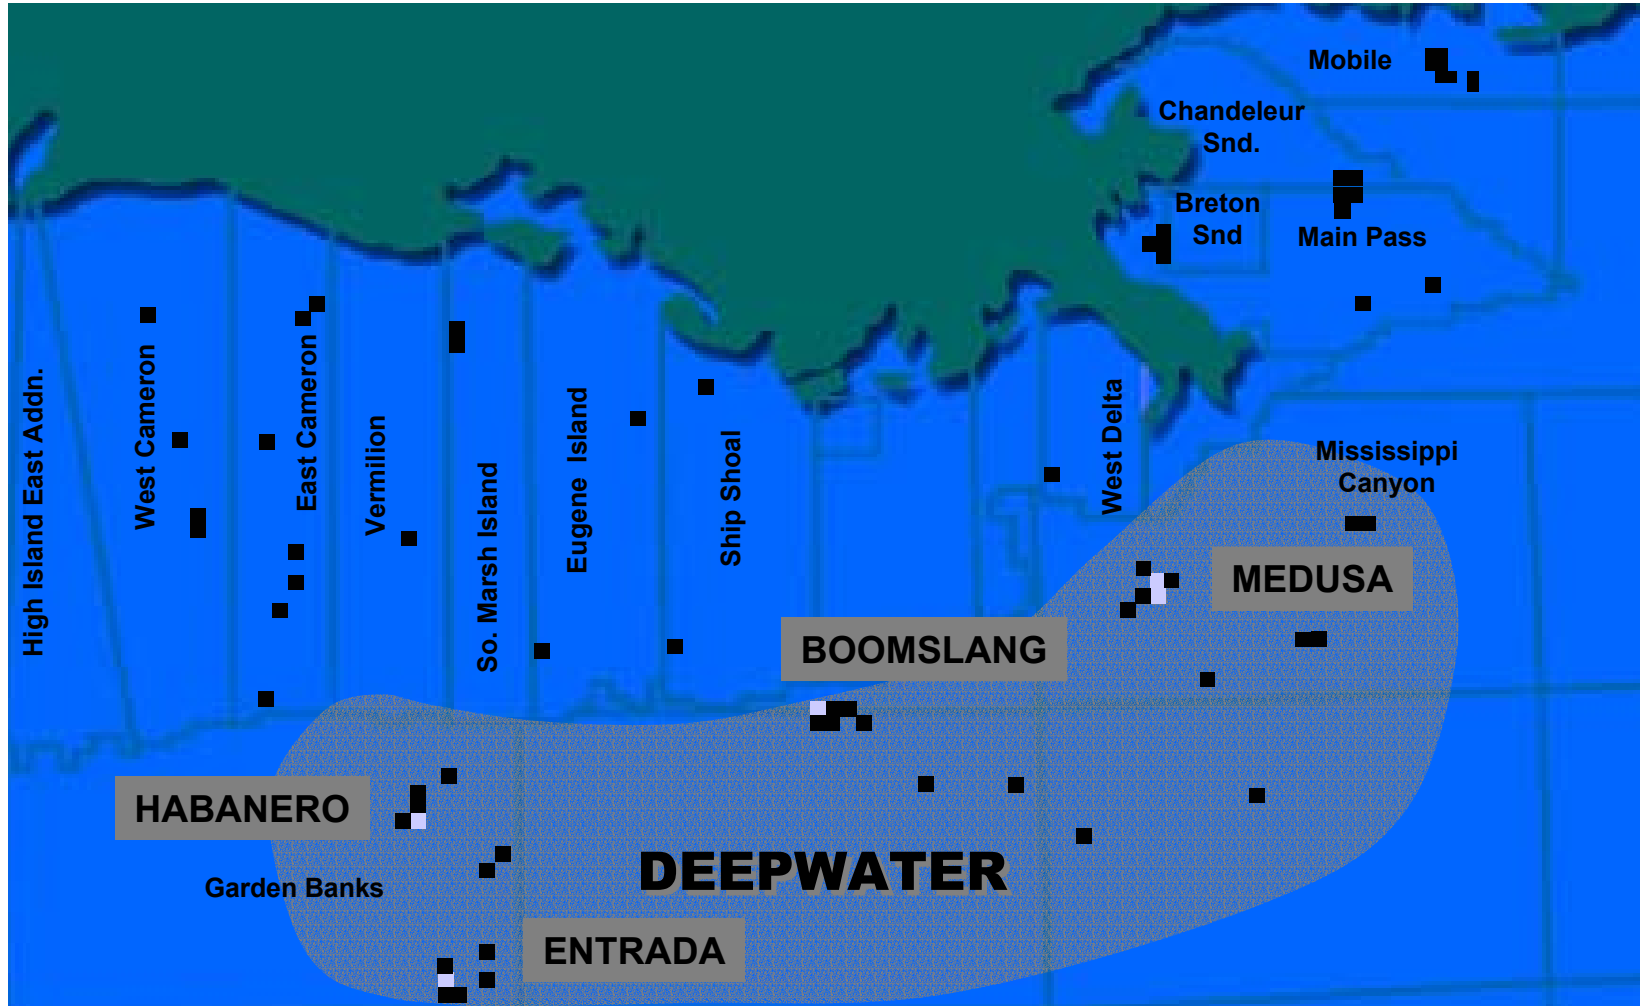 Mobile
Chandeleur
Snd.
Breton
Snd
Main Pass
High Island East Addn.
West Cameron
East Cameron
Vermilion
So. Marsh Island
Eugene Island
Ship Shoal
West Delta
Mississippi
Canyon
MEDUSA
BOOMSLANG
HABANERO
DEEPWATER
Garden Banks
ENTRADA